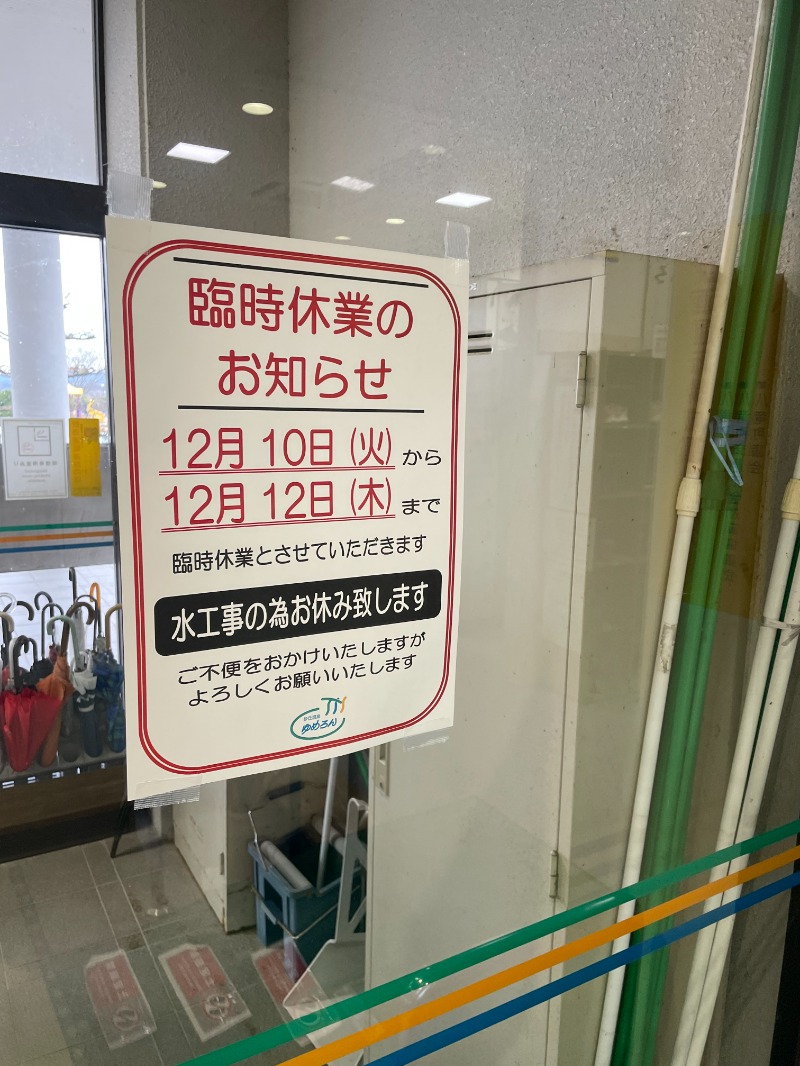 臨時休業の
お知らせ
12月 10日 (火) から
12月 12日 (木) まで
臨時休業とさせていただきます
水工事の為お休み致します
ご不便をおかけいたしますが
よろしくお願いいたします
ゆめろん